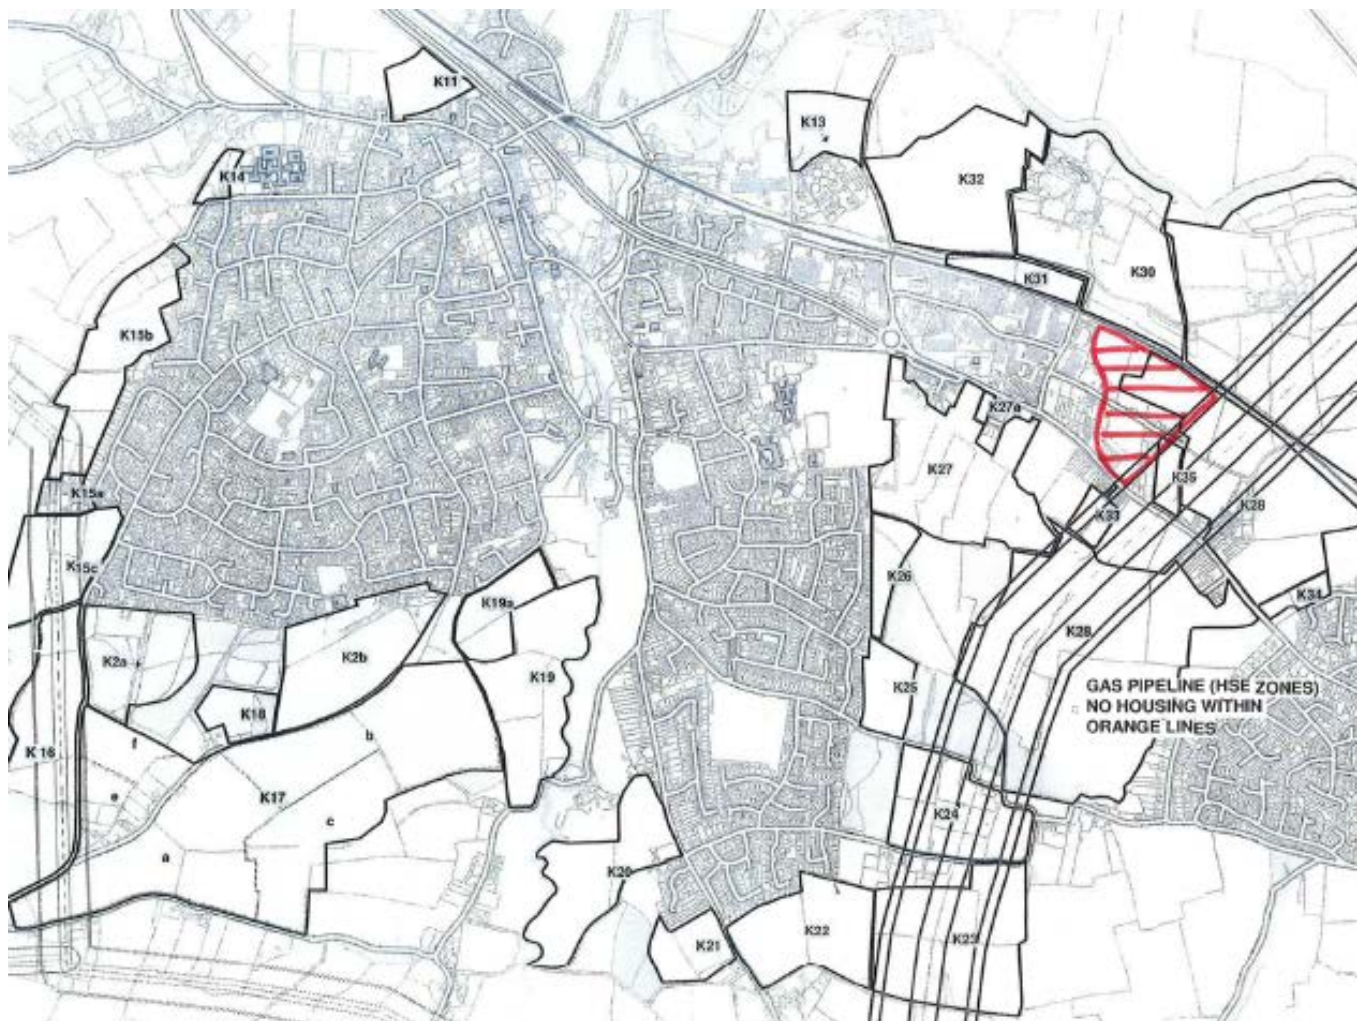 K11
K13
K14
K32
K30
K31
K15b
K27a
K27
K35
K15a
K33
K28
K15c
K26
K34
K19a
K2a
K2b
K28
K19
K25
GAS PIPELINE (HSE ZONES)
NO HOUSING WITHIN
ORANGE LINES
K18
f
b
K 16
e
K17
c
K24
a
K20
K22
K21
K23